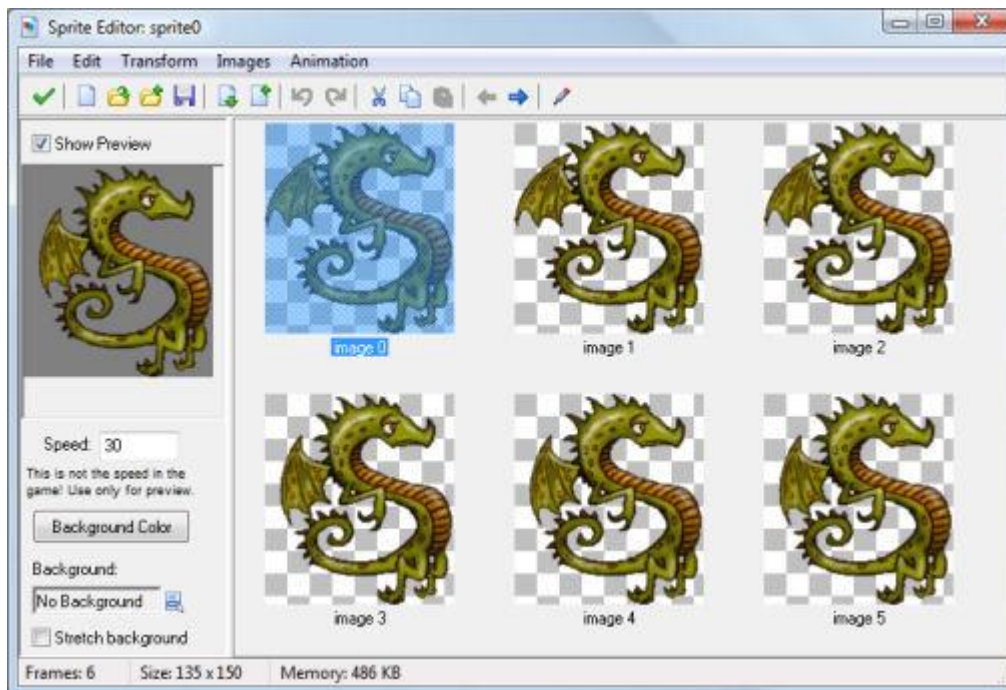 Sprite Editor: sprite0
File Edit Transform Images Animation
Show Preview
image 0
image 1
image 2
image 3
image 4
image 5
Speed: 30
This is not the speed in the
game! Use only for preview.
Background Color
Background:
No Background
Stretch background
Frames: 6 Size: 135 x 150 Memory: 486 KB